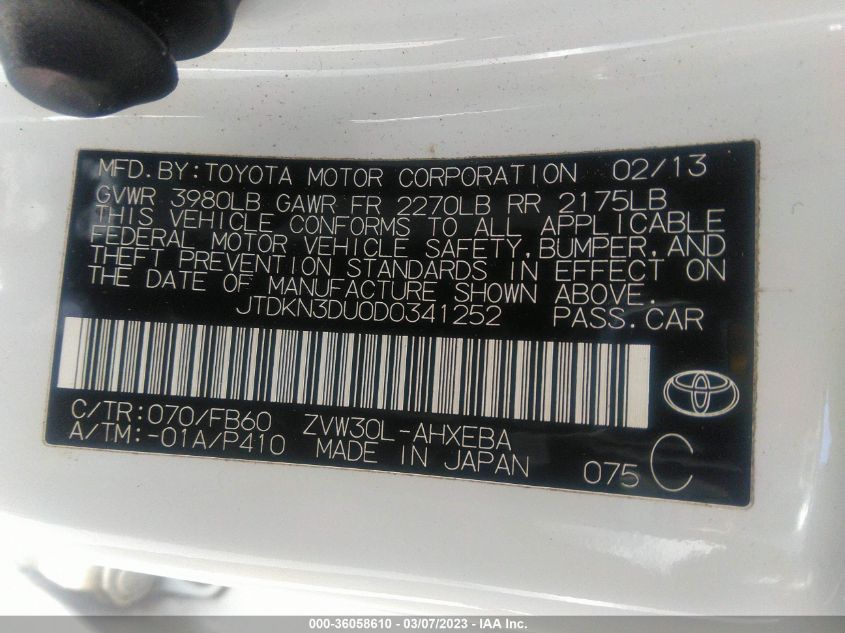 MFD.BY:TOYOTA MOTOR CORPORATION 02/13
GVWR 3980LB GAWR FR 2270LB RR 2175LB
THIS VEHICLE CONFORMS TO ALL APPLICABLE
FEDERAL MOTOR VEHICLE SAFETY,BUMPER,AND
THEFT PREVENTION STANDARDS IN EFFECT ON
THE DATE OF MANUFACTURE SHOWN ABOVE.
JTDKN3DU0D0341252 PASS.CAR
C/TR:070/FB60 ZVW30L-AHXEBA
A/TM:-01A/P410 MADE IN JAPAN 075 C
000-36058610 - 03/07/2023 - IAA Inc.